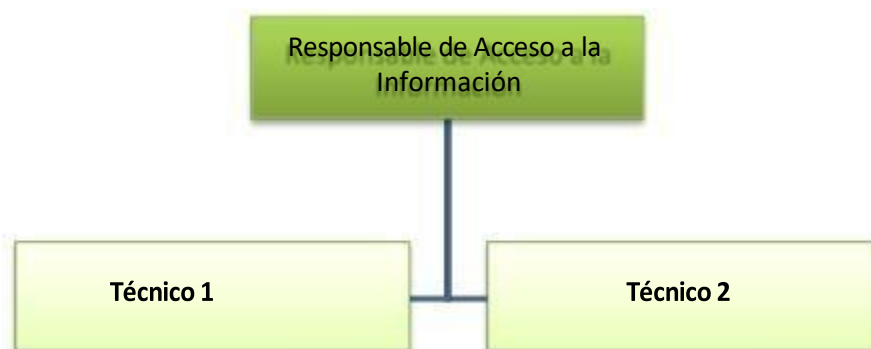 Responsable de Acceso a la
Información
Técnico 1
Técnico 2